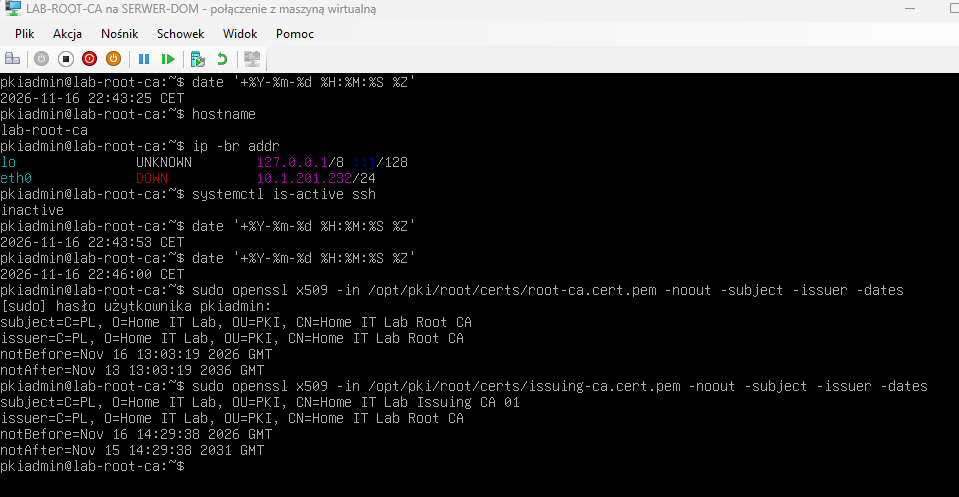 LAB-ROOT-CA na SERWER-DOM - połączenie z maszyną wirtualną
Plik Akcja Nośnik Schowek Widok Pomoc
pkiadmin@lab-root-ca:~$ date '+%Y-%m-%d %H:%M:%S %Z'
2026-11-16 22:43:25 CET
pkiadmin@lab-root-ca:~$ hostname
lab-root-ca
pkiadmin@lab-root-ca:~$ ip -br addr
lo UNKNOWN 127.0.0.1/8 ::1/128
eth0 DOWN 10.1.201.232/24
pkiadmin@lab-root-ca:~$ systemctl is-active ssh
inactive
pkiadmin@lab-root-ca:~$ date '+%Y-%m-%d %H:%M:%S %Z'
2026-11-16 22:43:53 CET
pkiadmin@lab-root-ca:~$ date '+%Y-%m-%d %H:%M:%S %Z'
2026-11-16 22:46:00 CET
pkiadmin@lab-root-ca:~$ sudo openssl x509 -in /opt/pki/root/certs/root-ca.cert.pem -noout -subject -issuer -dates
[sudo] hasło użytkownika pkiadmin:
subject=C=PL, O=Home IT Lab, OU=PKI, CN=Home IT Lab Root CA
issuer=C=PL, O=Home IT Lab, OU=PKI, CN=Home IT Lab Root CA
notBefore=Nov 16 13:03:19 2026 GMT
notAfter=Nov 13 13:03:19 2036 GMT
pkiadmin@lab-root-ca:~$ sudo openssl x509 -in /opt/pki/root/certs/issuing-ca.cert.pem -noout -subject -issuer -dates
subject=C=PL, O=Home IT Lab, OU=PKI, CN=Home IT Lab Issuing CA 01
issuer=C=PL, O=Home IT Lab, OU=PKI, CN=Home IT Lab Root CA
notBefore=Nov 16 14:29:38 2026 GMT
notAfter=Nov 15 14:29:38 2031 GMT
pkiadmin@lab-root-ca:~$